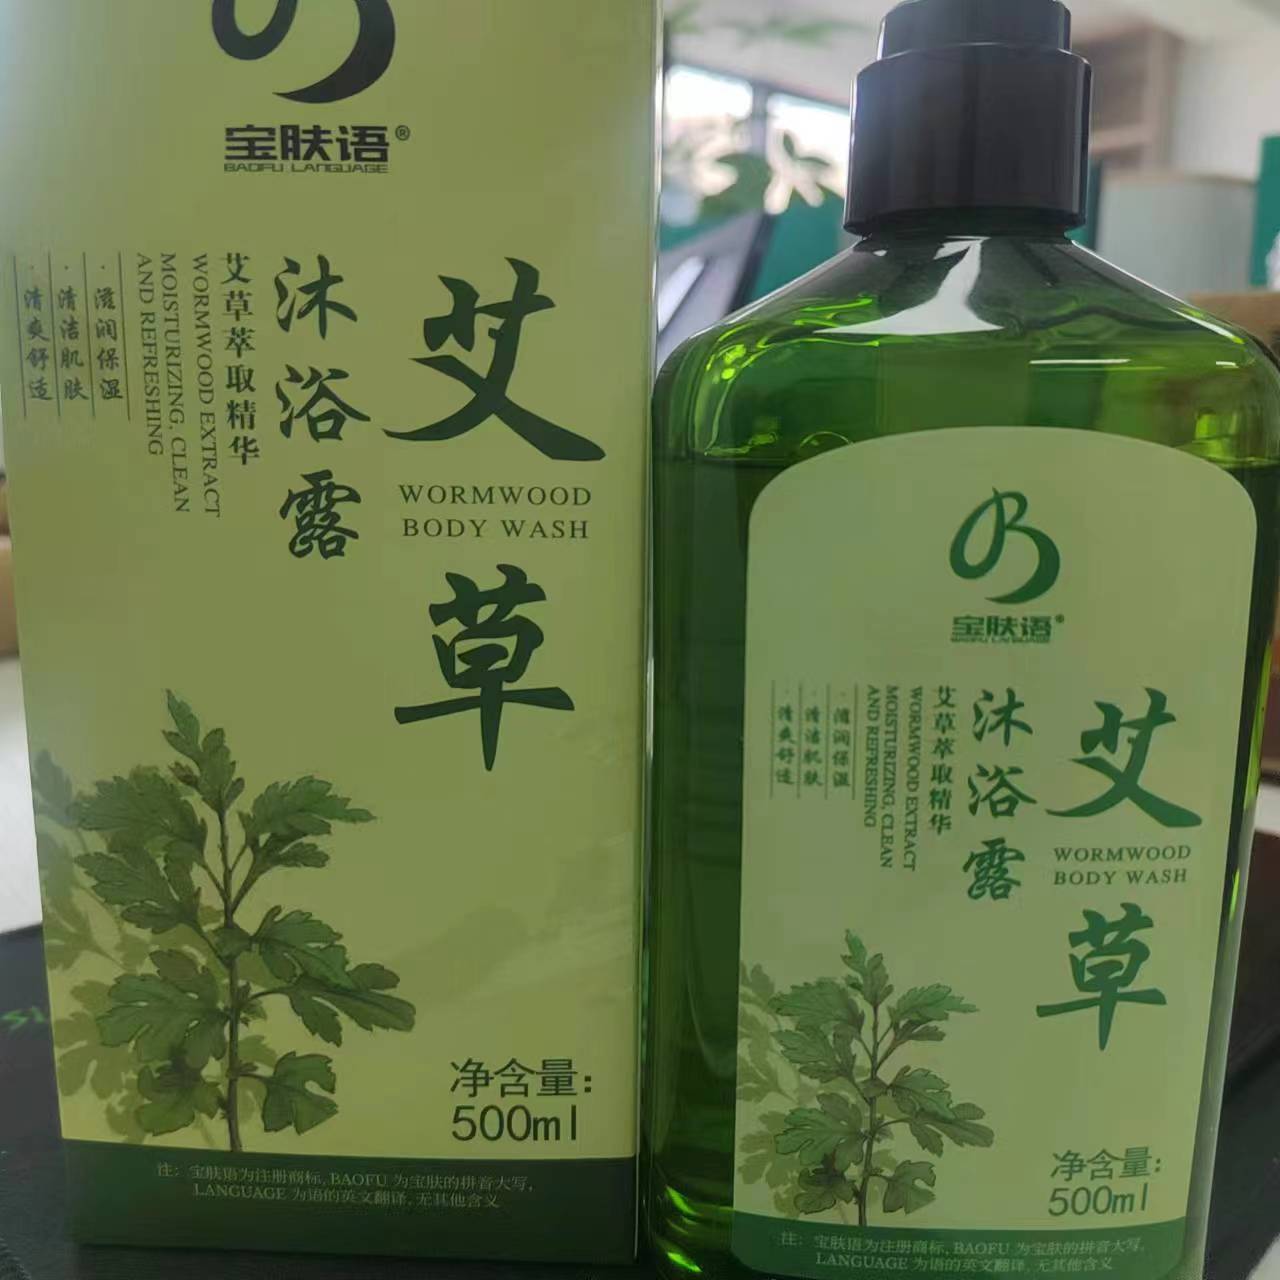 宝肤语®
BAOFU LANGUAGE
艾草
WORMWOOD
BODY WASH
沐浴露
艾草萃取精华
WORMWOOD EXTRACT
MOISTURIZING, CLEAN
AND REFRESHING
·滋润保湿
·清洁肌肤
·清爽舒适
净含量：
500ml
注：宝肤语为注册商标，BAOFU 为宝肤的拼音大写，
LANGUAGE 为语的英文翻译，无其他含义
宝肤语®
BAOFU LANGUAGE
艾草
WORMWOOD
BODY WASH
沐浴露
艾草萃取精华
WORMWOOD EXTRACT
MOISTURIZING, CLEAN
AND REFRESHING
·滋润保湿
·清洁肌肤
·清爽舒适
净含量：
500ml
注：宝肤语为注册商标，BAOFU 为宝肤的拼音大写，
LANGUAGE 为语的英文翻译，无其他含义